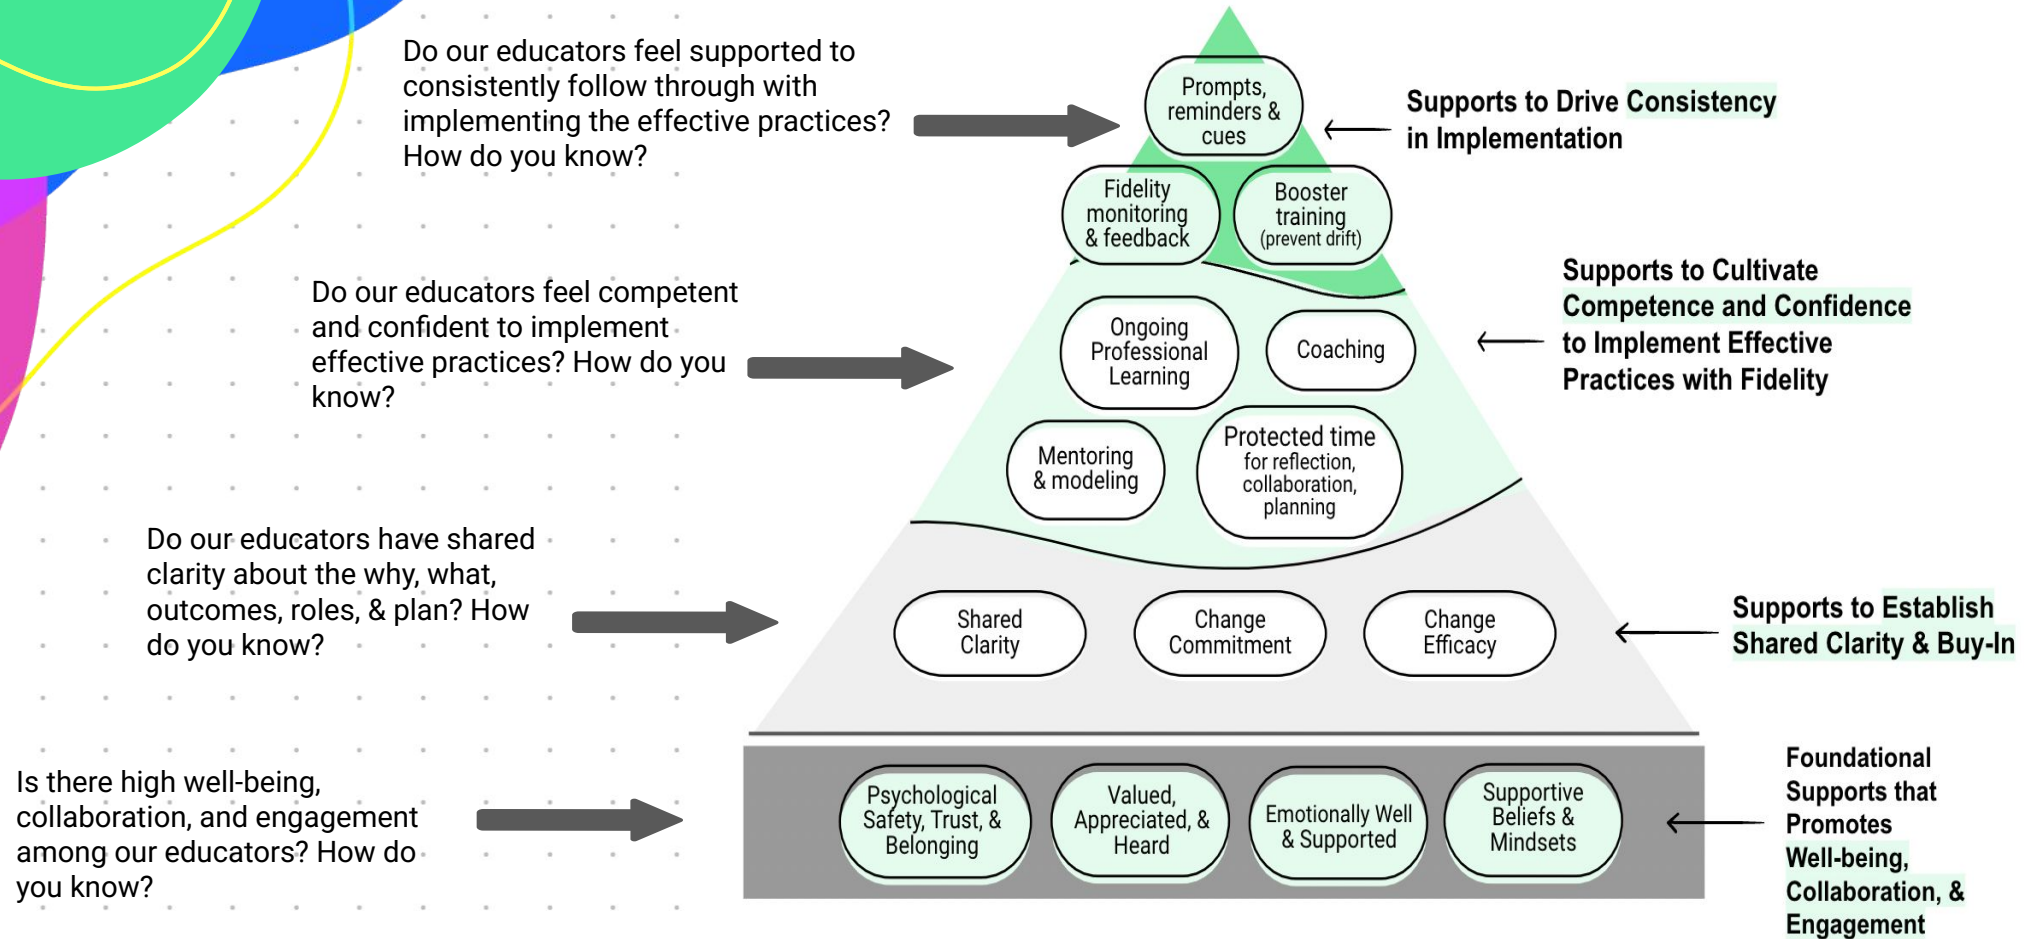 Do our educators feel supported to
consistently follow through with
implementing the effective practices?
How do you know?
Prompts,
reminders &
cues
Supports to Drive Consistency
in Implementation
Fidelity
monitoring
& feedback
Booster
training
(prevent drift)
Do our educators feel competent
and confident to implement
effective practices? How do you
know?
Ongoing
Professional
Learning
Coaching
Mentoring
& modeling
Protected time
for reflection,
collaboration,
planning
Supports to Cultivate
Competence and Confidence
to Implement Effective
Practices with Fidelity
Do our educators have shared
clarity about the why, what,
outcomes, roles, & plan? How
do you know?
Shared
Clarity
Change
Commitment
Change
Efficacy
Supports to Establish
Shared Clarity & Buy-In
Is there high well-being,
collaboration, and engagement
among our educators? How do
you know?
Psychological
Safety, Trust, &
Belonging
Valued,
Appreciated, &
Heard
Emotionally Well
& Supported
Supportive
Beliefs &
Mindsets
Foundational
Supports that
Promotes
Well-being,
Collaboration, &
Engagement